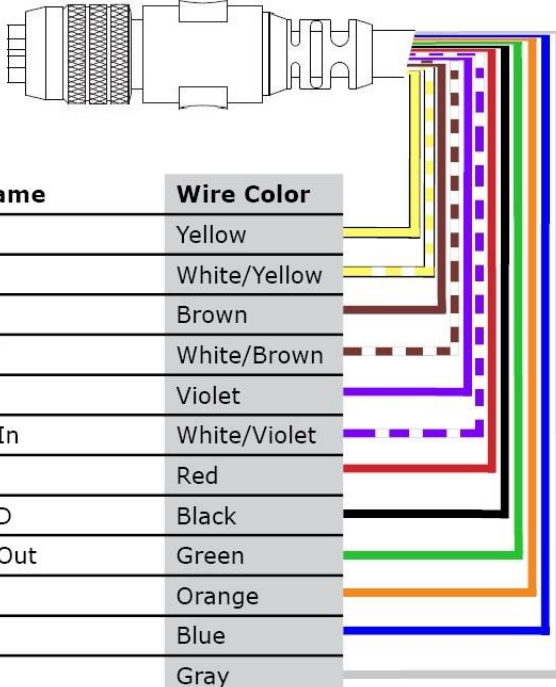 ame Wire Color
Yellow
White/Yellow
Brown
White/Brown
Violet
In White/Violet
Red
Black
Out Green
Orange
Blue
Gray